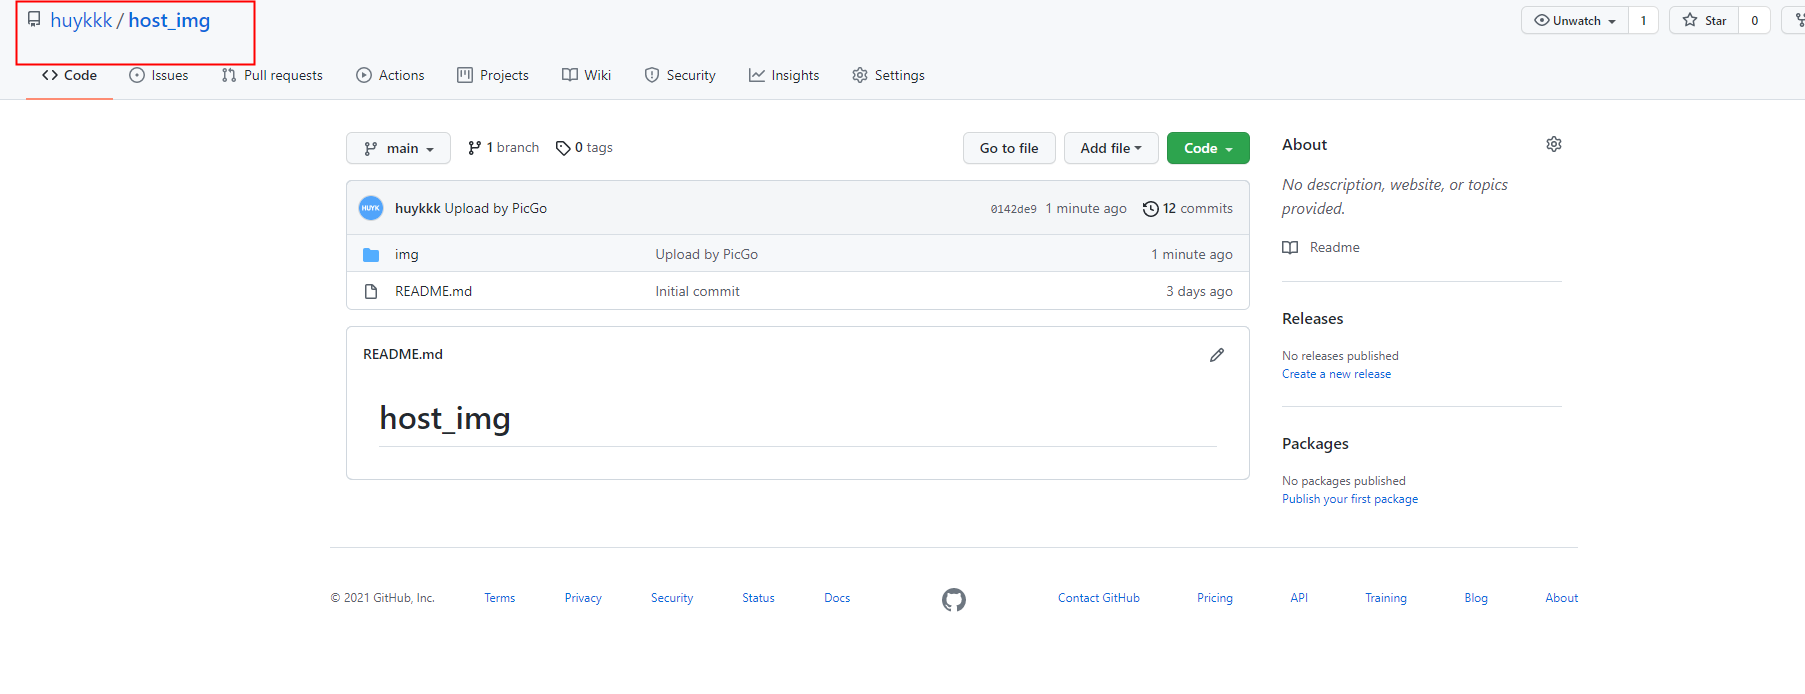 huykkk / host_img
Unwatch 1 Star 0
Code Issues Pull requests Actions Projects Wiki Security Insights Settings
main 1 branch 0 tags Go to file Add file Code
About
No description, website, or topics
provided.
Readme
HUYK huykkk Upload by PicGo 0142de9 1 minute ago 12 commits
img Upload by PicGo 1 minute ago
README.md Initial commit 3 days ago
Releases
No releases published
Create a new release
README.md
host_img
Packages
No packages published
Publish your first package
© 2021 GitHub, Inc. Terms Privacy Security Status Docs Contact GitHub Pricing API Training Blog About